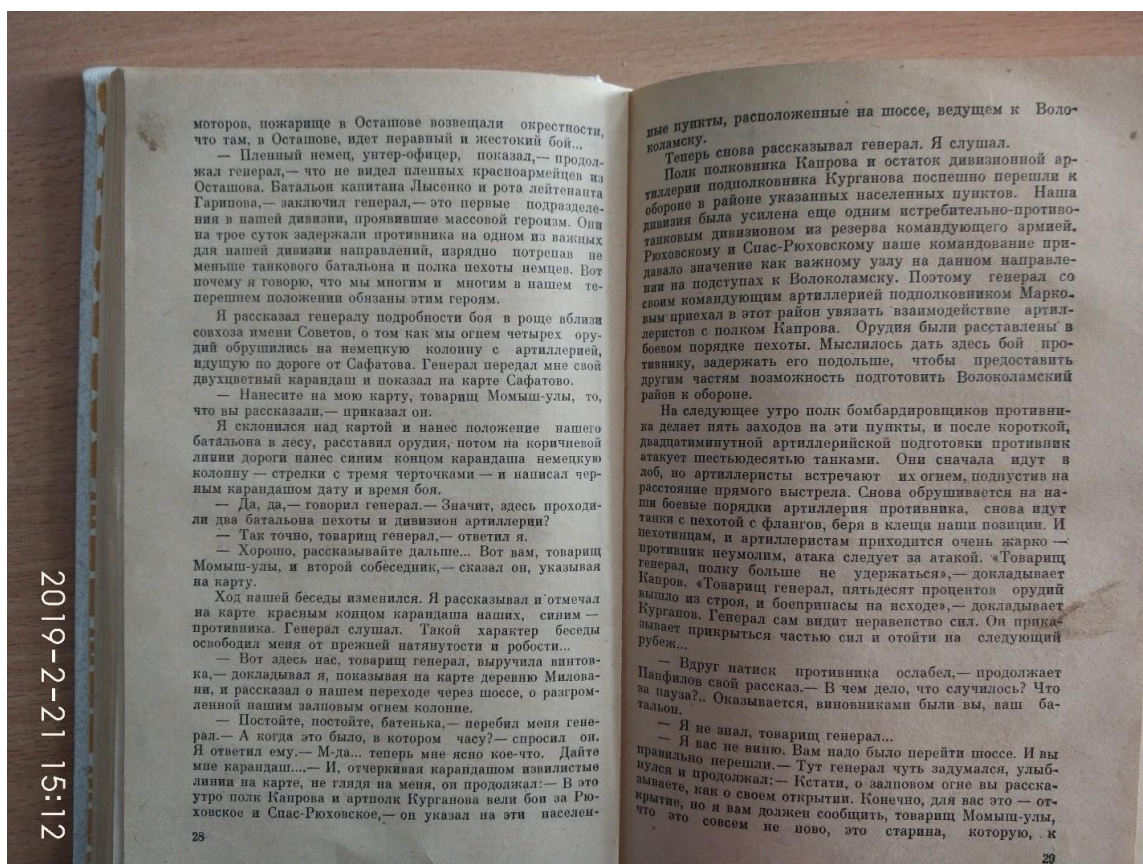 моторов, пожарище в Осташове возвещали окрестности,
что там, в Осташове, идет неравный и жестокий бой...
— Пленный немец, унтер-офицер, показал,— продол-
жал генерал,— что не видел пленных красноармейцев из
Осташова. Батальон капитана Лысенко и рота лейтенанта
Гарипова,— заключил генерал,— это первые подразделе-
ния в нашей дивизии, проявившие массовой героизм. Они
на трое суток задержали противника на одном из важных
для нашей дивизии направлений, изрядно потрепав не
меньше танкового батальона и полка пехоты немцев. Вот
почему я говорю, что мы многим и многим в нашем те-
перешнем положении обязаны этим героям.
Я рассказал генералу подробности боя в роще вблизи
совхоза имени Советов, о том как мы огнем четырех ору-
дий обрушились на немецкую колонну с артиллерией,
идущую по дороге от Сафатова. Генерал передал мне свой
двухцветный карандаш и показал на карте Сафатово.
— Нанесите на мою карту, товарищ Момыш-улы, то,
что вы рассказали,— приказал он.
Я склонился над картой и нанес положение нашего
батальона в лесу, расставил орудия, потом на коричневой
линии дороги нанес синим концом карандаша немецкую
колонну — стрелки с тремя черточками — и написал чер-
ным карандашом дату и время боя.
— Да, да,— говорил генерал.— Значит, здесь проходи-
ли два батальона пехоты и дивизион артиллерии?
— Так точно, товарищ генерал,— ответил я.
— Хорошо, рассказывайте дальше... Вот вам, товарищ
Момыш-улы, и второй собеседник,— сказал он, указывая
на карту.
Ход нашей беседы изменился. Я рассказывал и отмечал
на карте красным концом карандаша наших, синим —
противника. Генерал слушал. Такой характер беседы
освободил меня от прежней натянутости и робости...
— Вот здесь нас, товарищ генерал, выручила винтов-
ка,— докладывал я, показывая на карте деревню Милова-
ни, и рассказал о нашем переходе через шоссе, о разгром-
ленной нашим залповым огнем колонне.
— Постойте, постойте, батенька,— перебил меня гене-
рал.— А когда это было, в котором часу?— спросил он.
Я ответил ему.— М-да... теперь мне ясно кое-что. Дайте
мне карандаш....— И, отчеркивая карандашом извилистые
линии на карте, не глядя на меня, он продолжал:— В это
утро полк Капрова и артполк Курганова вели бои за Рю-
ховское и Спас-Рюховское,— он указал на эти населен-
28
ные пункты, расположенные на шоссе, ведущем к Воло-
коламску.
Теперь снова рассказывал генерал. Я слушал.
Полк полковника Капрова и остаток дивизионной ар-
тиллерии подполковника Курганова поспешно перешли к
обороне в районе указанных населенных пунктов. Наша
дивизия была усилена еще одним истребительно-противо-
танковым дивизионом из резерва командующего армией.
Рюховскому и Спас-Рюховскому наше командование при-
давало значение как важному узлу на данном направле-
нии на подступах к Волоколамску. Поэтому генерал со
своим командующим артиллерией подполковником Марко-
вым приехал в этот район увязать взаимодействие артил-
леристов с полком Капрова. Орудия были расставлены в
боевом порядке пехоты. Мыслилось дать здесь бой про-
тивнику, задержать его подольше, чтобы предоставить
другим частям возможность подготовить Волоколамский
район к обороне.
На следующее утро полк бомбардировщиков противни-
ка делает пять заходов на эти пункты, и после короткой,
двадцатиминутной артиллерийской подготовки противник
атакует шестьюдесятью танками. Они сначала идут в
лоб, но артиллеристы встречают их огнем, подпустив на
расстояние прямого выстрела. Снова обрушивается на на-
ши боевые порядки артиллерия противника, снова идут
танки с пехотой с флангов, беря в клещи наши позиции. И
пехотинцам, и артиллеристам приходится очень жарко —
противник неумолим, атака следует за атакой. «Товарищ
генерал, полку больше не удержаться»,— докладывает
Капров. «Товарищ генерал, пятьдесят процентов орудий
вышло из строя, и боеприпасы на исходе»,— докладывает
Курганов. Генерал сам видит неравенство сил. Он прика-
зывает прикрыться частью сил и отойти на следующий
рубеж...
— Вдруг натиск противника ослабел,— продолжает
Панфилов свой рассказ.— В чем дело, что случилось? Что
за пауза?.. Оказывается, виновниками были вы, ваш ба-
тальон.
— Я не знал, товарищ генерал...
— Я вас не виню. Вам надо было перейти шоссе. И вы
правильно перешли.— Тут генерал чуть задумался, улыб-
нулся и продолжал:— Кстати, о залповом огне вы расска-
зываете, как о своем открытии. Конечно, для вас это — от-
крытие, но я вам должен сообщить, товарищ Момыш-улы,
что это совсем не ново, это старина, которую, к
29
2019-2-21 15:12